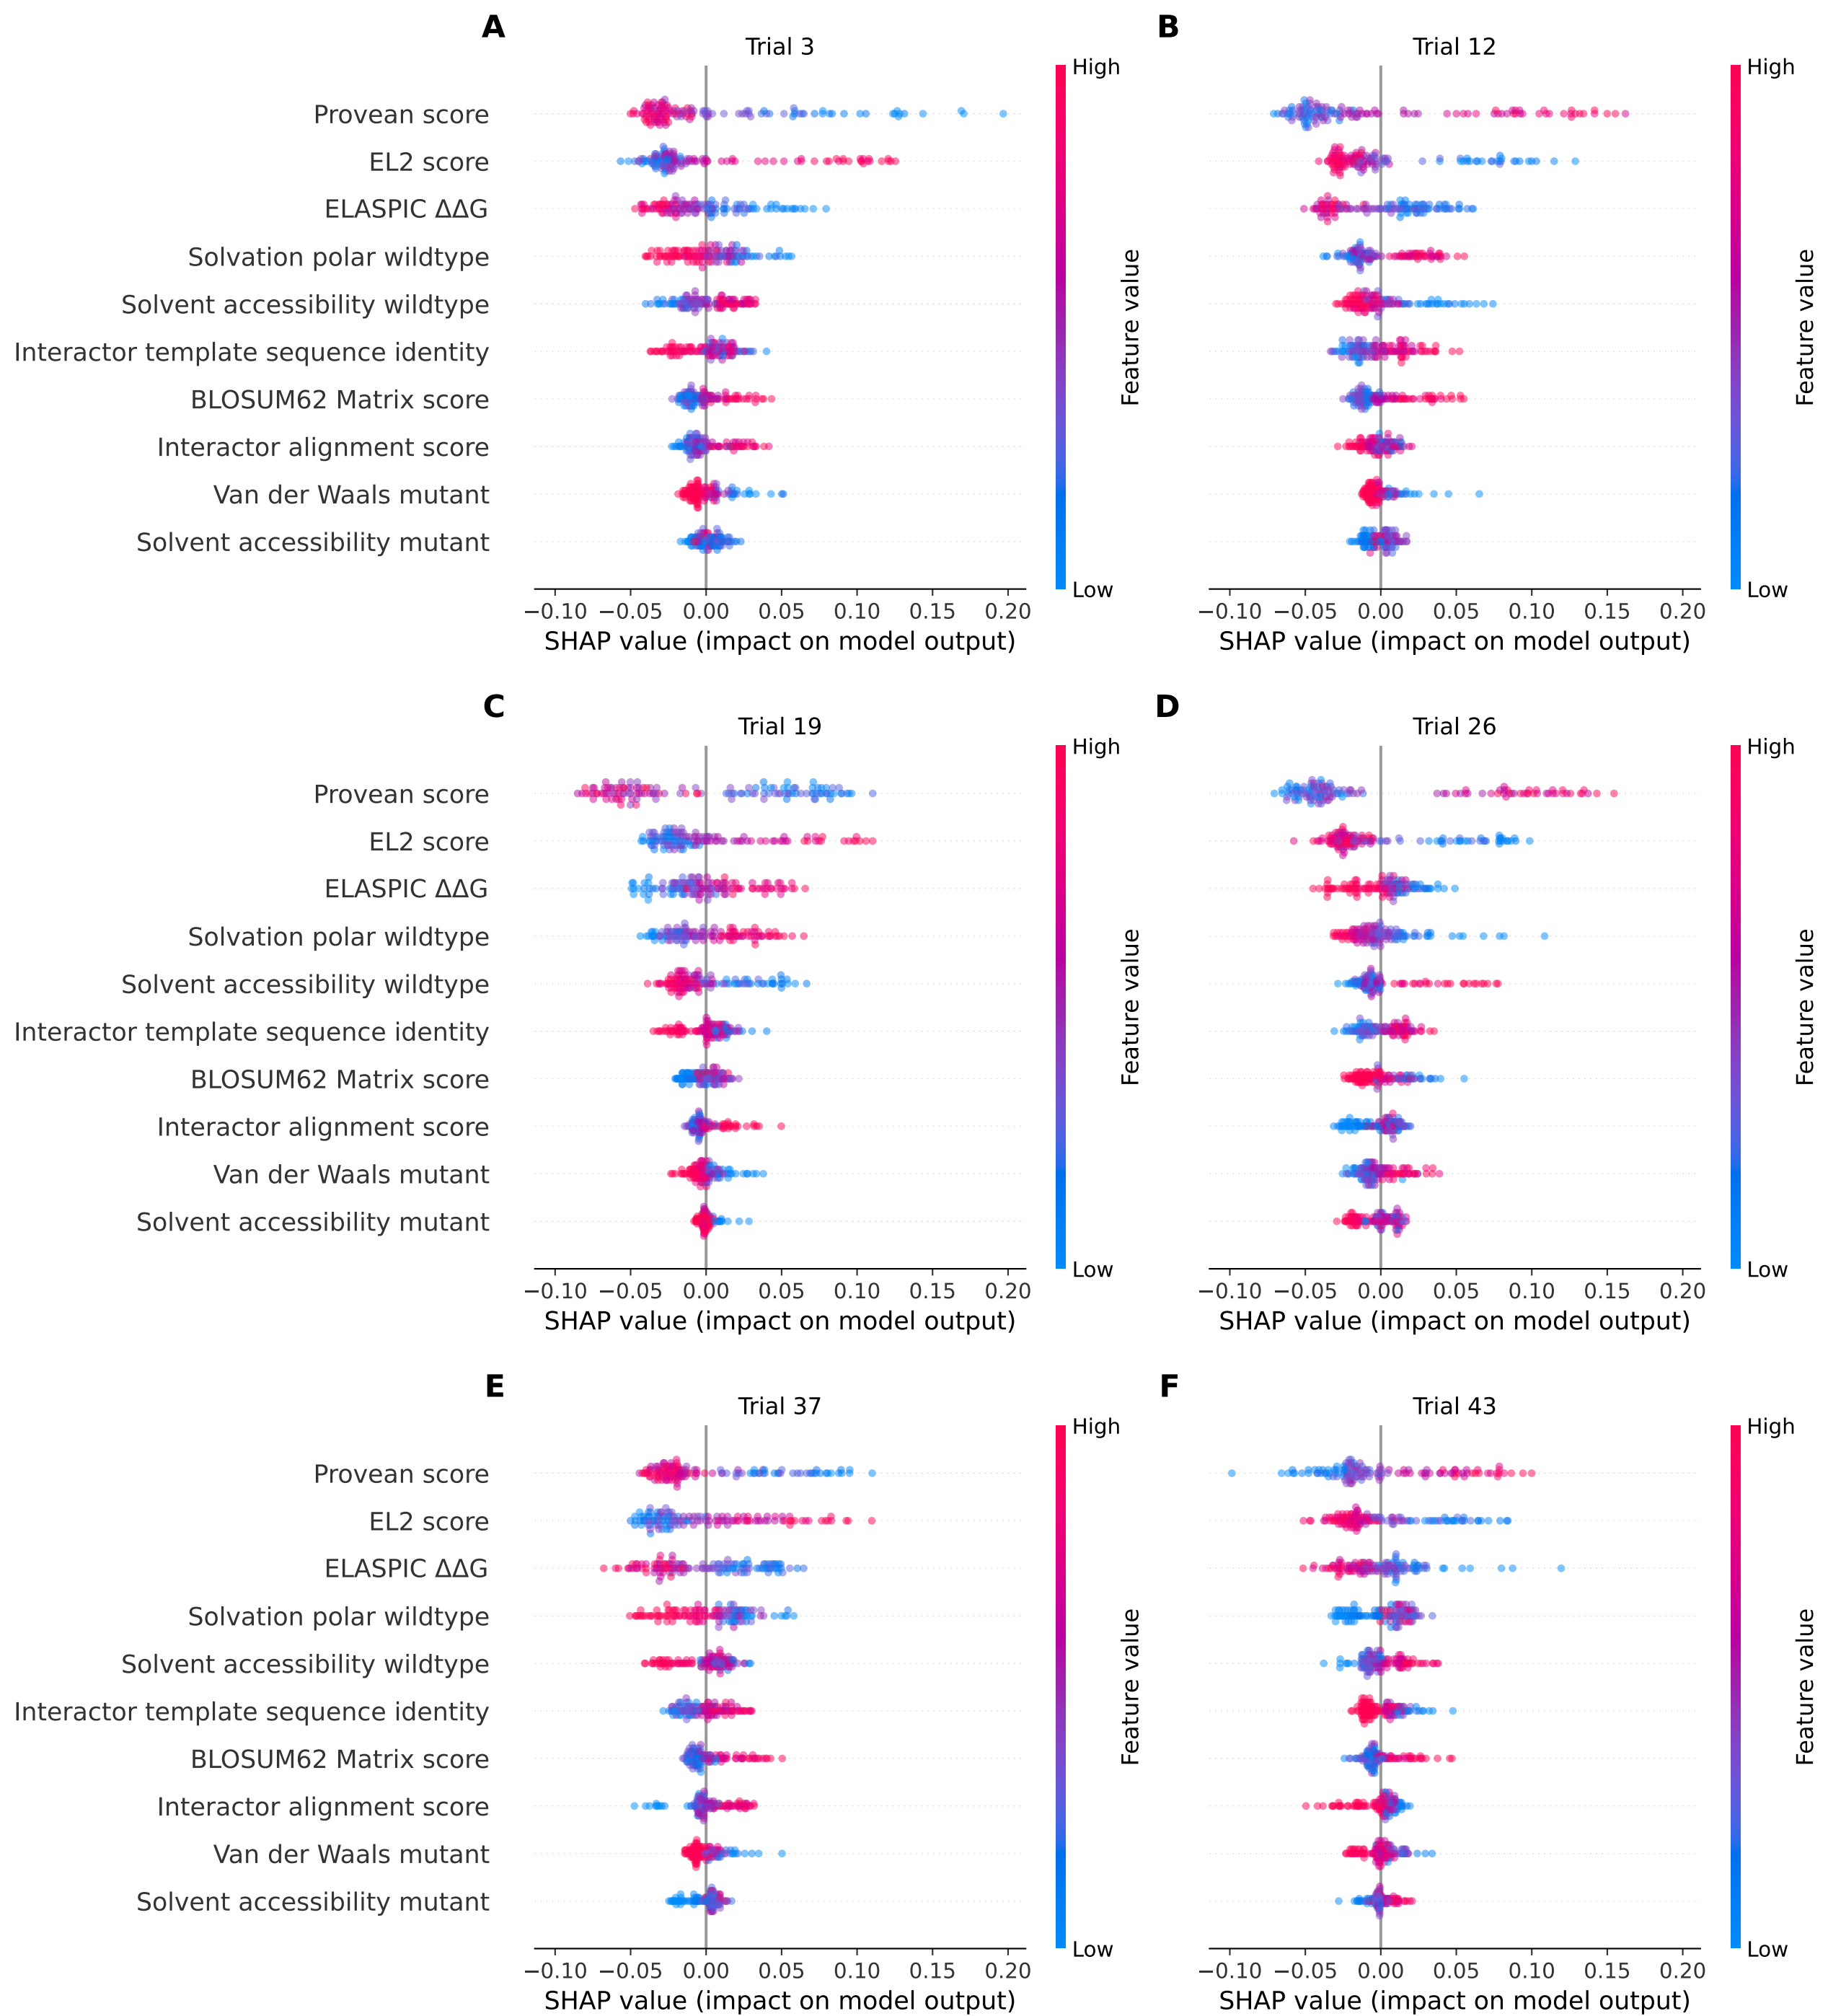 A
Trial 3
High
Provean score
EL2 score
ELASPIC ΔΔG
Solvation polar wildtype
Solvent accessibility wildtype
Interactor template sequence identity
BLOSUM62 Matrix score
Interactor alignment score
Van der Waals mutant
Solvent accessibility mutant
Feature value
Low
−0.10 −0.05 0.00 0.05 0.10 0.15 0.20
SHAP value (impact on model output)
B
Trial 12
High
Feature value
Low
−0.10 −0.05 0.00 0.05 0.10 0.15 0.20
SHAP value (impact on model output)
C
Trial 19
High
Provean score
EL2 score
ELASPIC ΔΔG
Solvation polar wildtype
Solvent accessibility wildtype
Interactor template sequence identity
BLOSUM62 Matrix score
Interactor alignment score
Van der Waals mutant
Solvent accessibility mutant
Feature value
Low
−0.10 −0.05 0.00 0.05 0.10 0.15 0.20
SHAP value (impact on model output)
D
Trial 26
High
Feature value
Low
−0.10 −0.05 0.00 0.05 0.10 0.15 0.20
SHAP value (impact on model output)
E
Trial 37
High
Provean score
EL2 score
ELASPIC ΔΔG
Solvation polar wildtype
Solvent accessibility wildtype
Interactor template sequence identity
BLOSUM62 Matrix score
Interactor alignment score
Van der Waals mutant
Solvent accessibility mutant
Feature value
Low
−0.10 −0.05 0.00 0.05 0.10 0.15 0.20
SHAP value (impact on model output)
F
Trial 43
High
Feature value
Low
−0.10 −0.05 0.00 0.05 0.10 0.15 0.20
SHAP value (impact on model output)